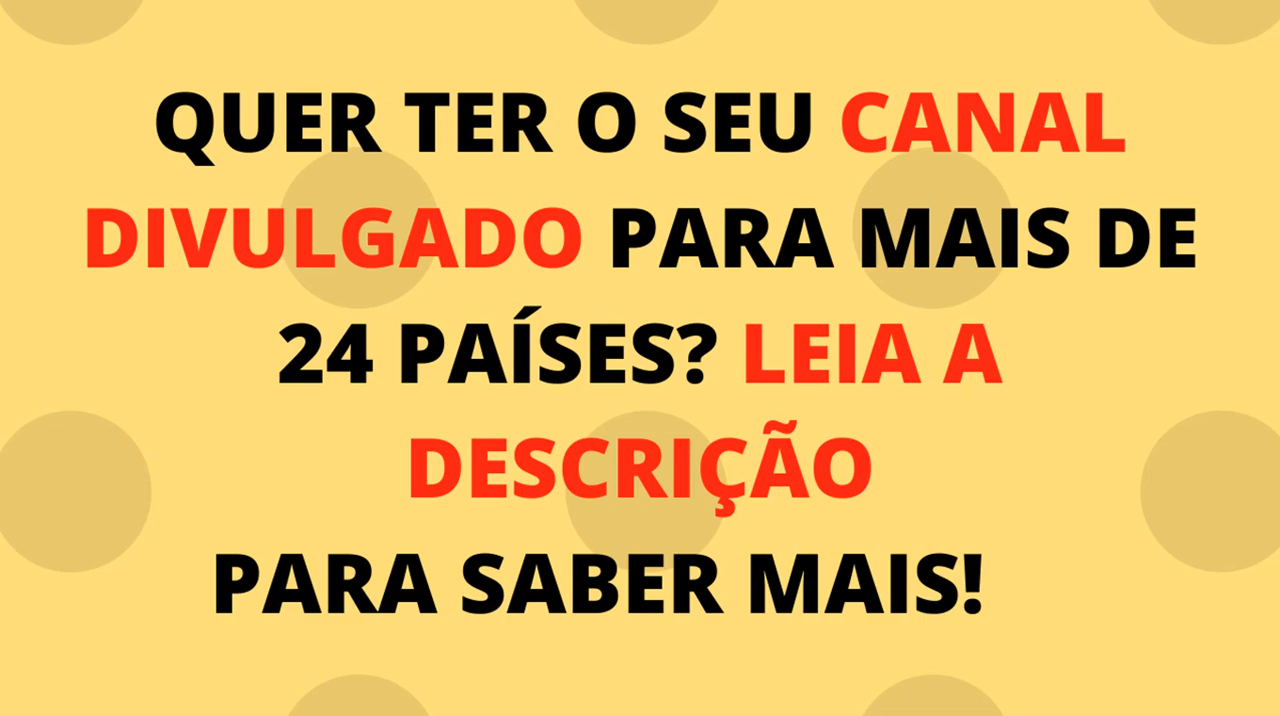 QUER TER O SEU CANAL
DIVULGADO PARA MAIS DE
24 PAÍSES? LEIA A
DESCRIÇÃO
PARA SABER MAIS!